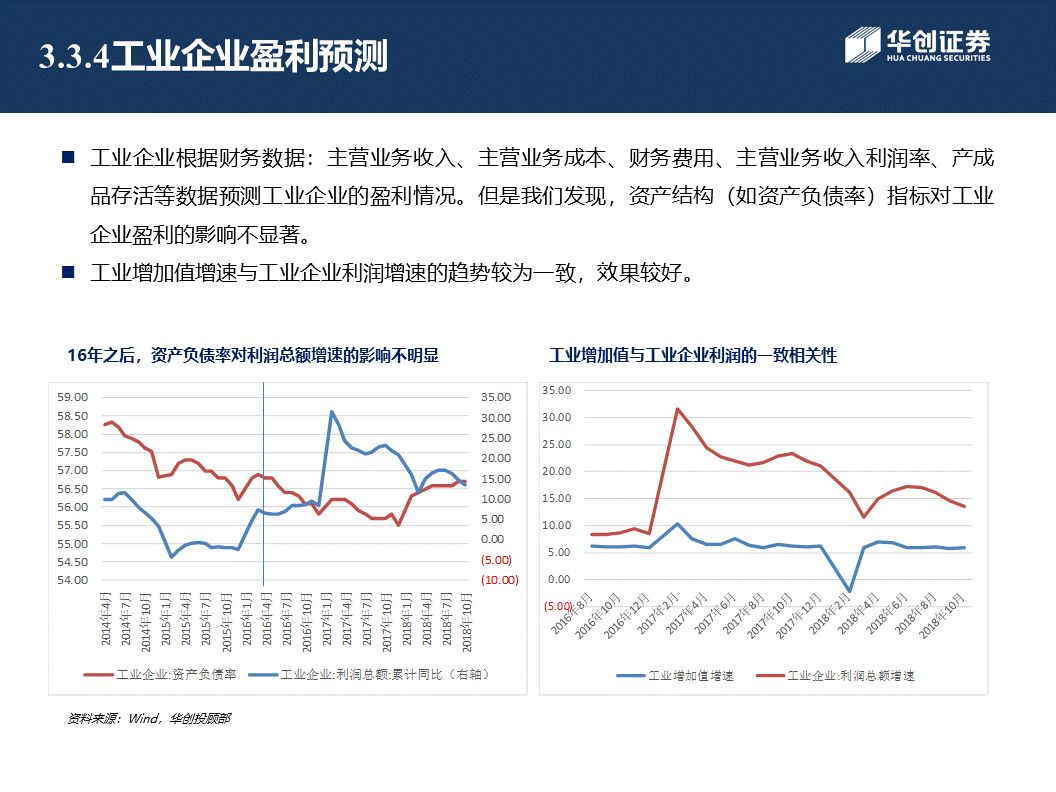 3.3.4工业企业盈利预测
华创证券
HUA CHUANG SECURITIES
工业企业根据财务数据：主营业务收入、主营业务成本、财务费用、主营业务收入利润率、产成
品存活等数据预测工业企业的盈利情况。但是我们发现，资产结构（如资产负债率）指标对工业
企业盈利的影响不显著。
工业增加值增速与工业企业利润增速的趋势较为一致，效果较好。
16年之后，资产负债率对利润总额增速的影响不明显
59.00
58.50
58.00
57.50
57.00
56.50
56.00
55.50
55.00
54.50
54.00
35.00
30.00
25.00
20.00
15.00
10.00
5.00
0.00
(5.00)
(10.00)
2014年4月
2014年7月
2014年10月
2015年1月
2015年4月
2015年7月
2015年10月
2016年1月
2016年4月
2016年7月
2016年10月
2017年1月
2017年4月
2017年7月
2017年10月
2018年1月
2018年4月
2018年7月
2018年10月
工业企业:资产负债率
工业企业:利润总额:累计同比（右轴）
工业增加值与工业企业利润的一致相关性
35.00
30.00
25.00
20.00
15.00
10.00
5.00
0.00
(5.00)
2016年8月
2016年10月
2016年12月
2017年2月
2017年4月
2017年6月
2017年8月
2017年10月
2017年12月
2018年2月
2018年4月
2018年6月
2018年8月
2018年10月
工业增加值增速
工业企业:利润总额增速
资料来源：Wind，华创投顾部